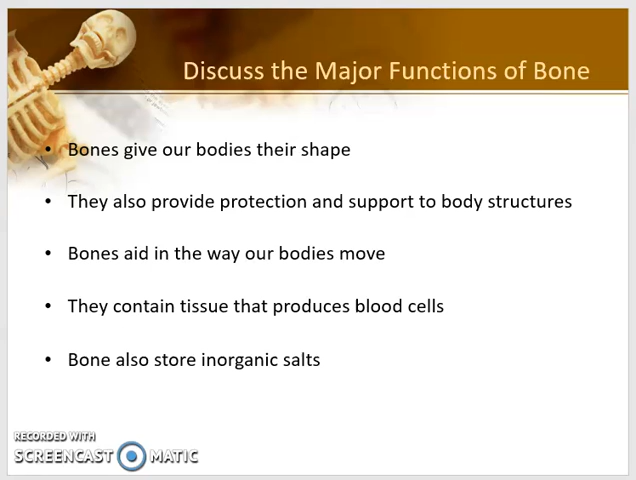 Discuss the Major Functions of Bone
• Bones give our bodies their shape
• They also provide protection and support to body structures
• Bones aid in the way our bodies move
• They contain tissue that produces blood cells
• Bone also store inorganic salts
RECORDED WITH
SCREENCAST MATIC